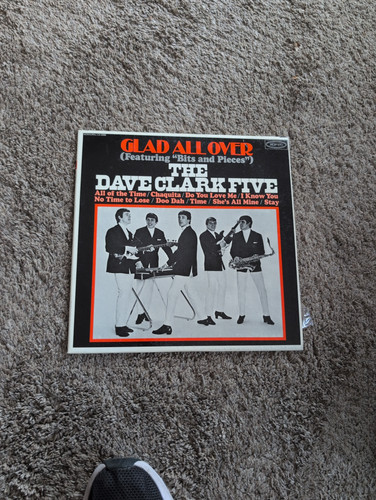 GLAD ALL OVER
(Featuring "Bits and Pieces")
THE
DAVE CLARK FIVE
All of the Time / Chaquita / Do You Love Me / I Know You
No Time to Lose / Doo Dah / Time / She's All Mine / Stay